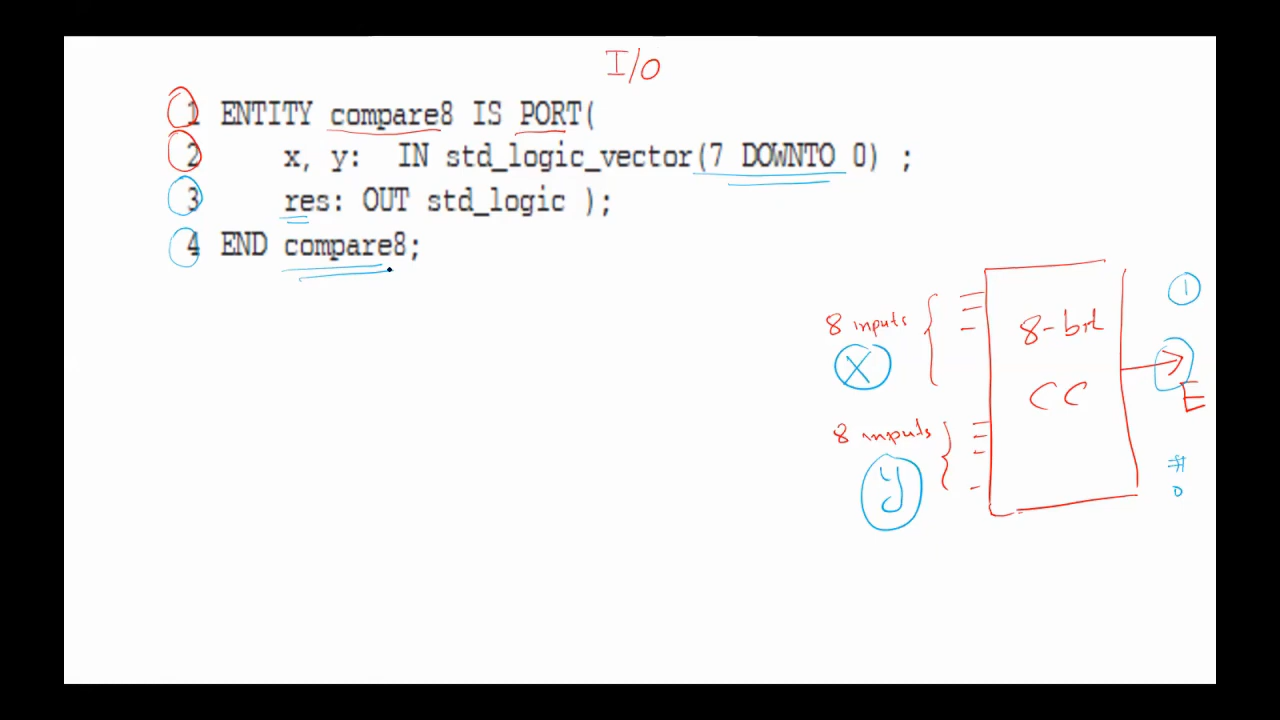 I/O
1 ENTITY compare8 IS PORT(
2 x, y: IN std_logic_vector(7 DOWNTO 0) ;
3 res: OUT std_logic );
4 END compare8;
8 inputs
X
8 inputs
y
8-bit
CC
1
E
#
0